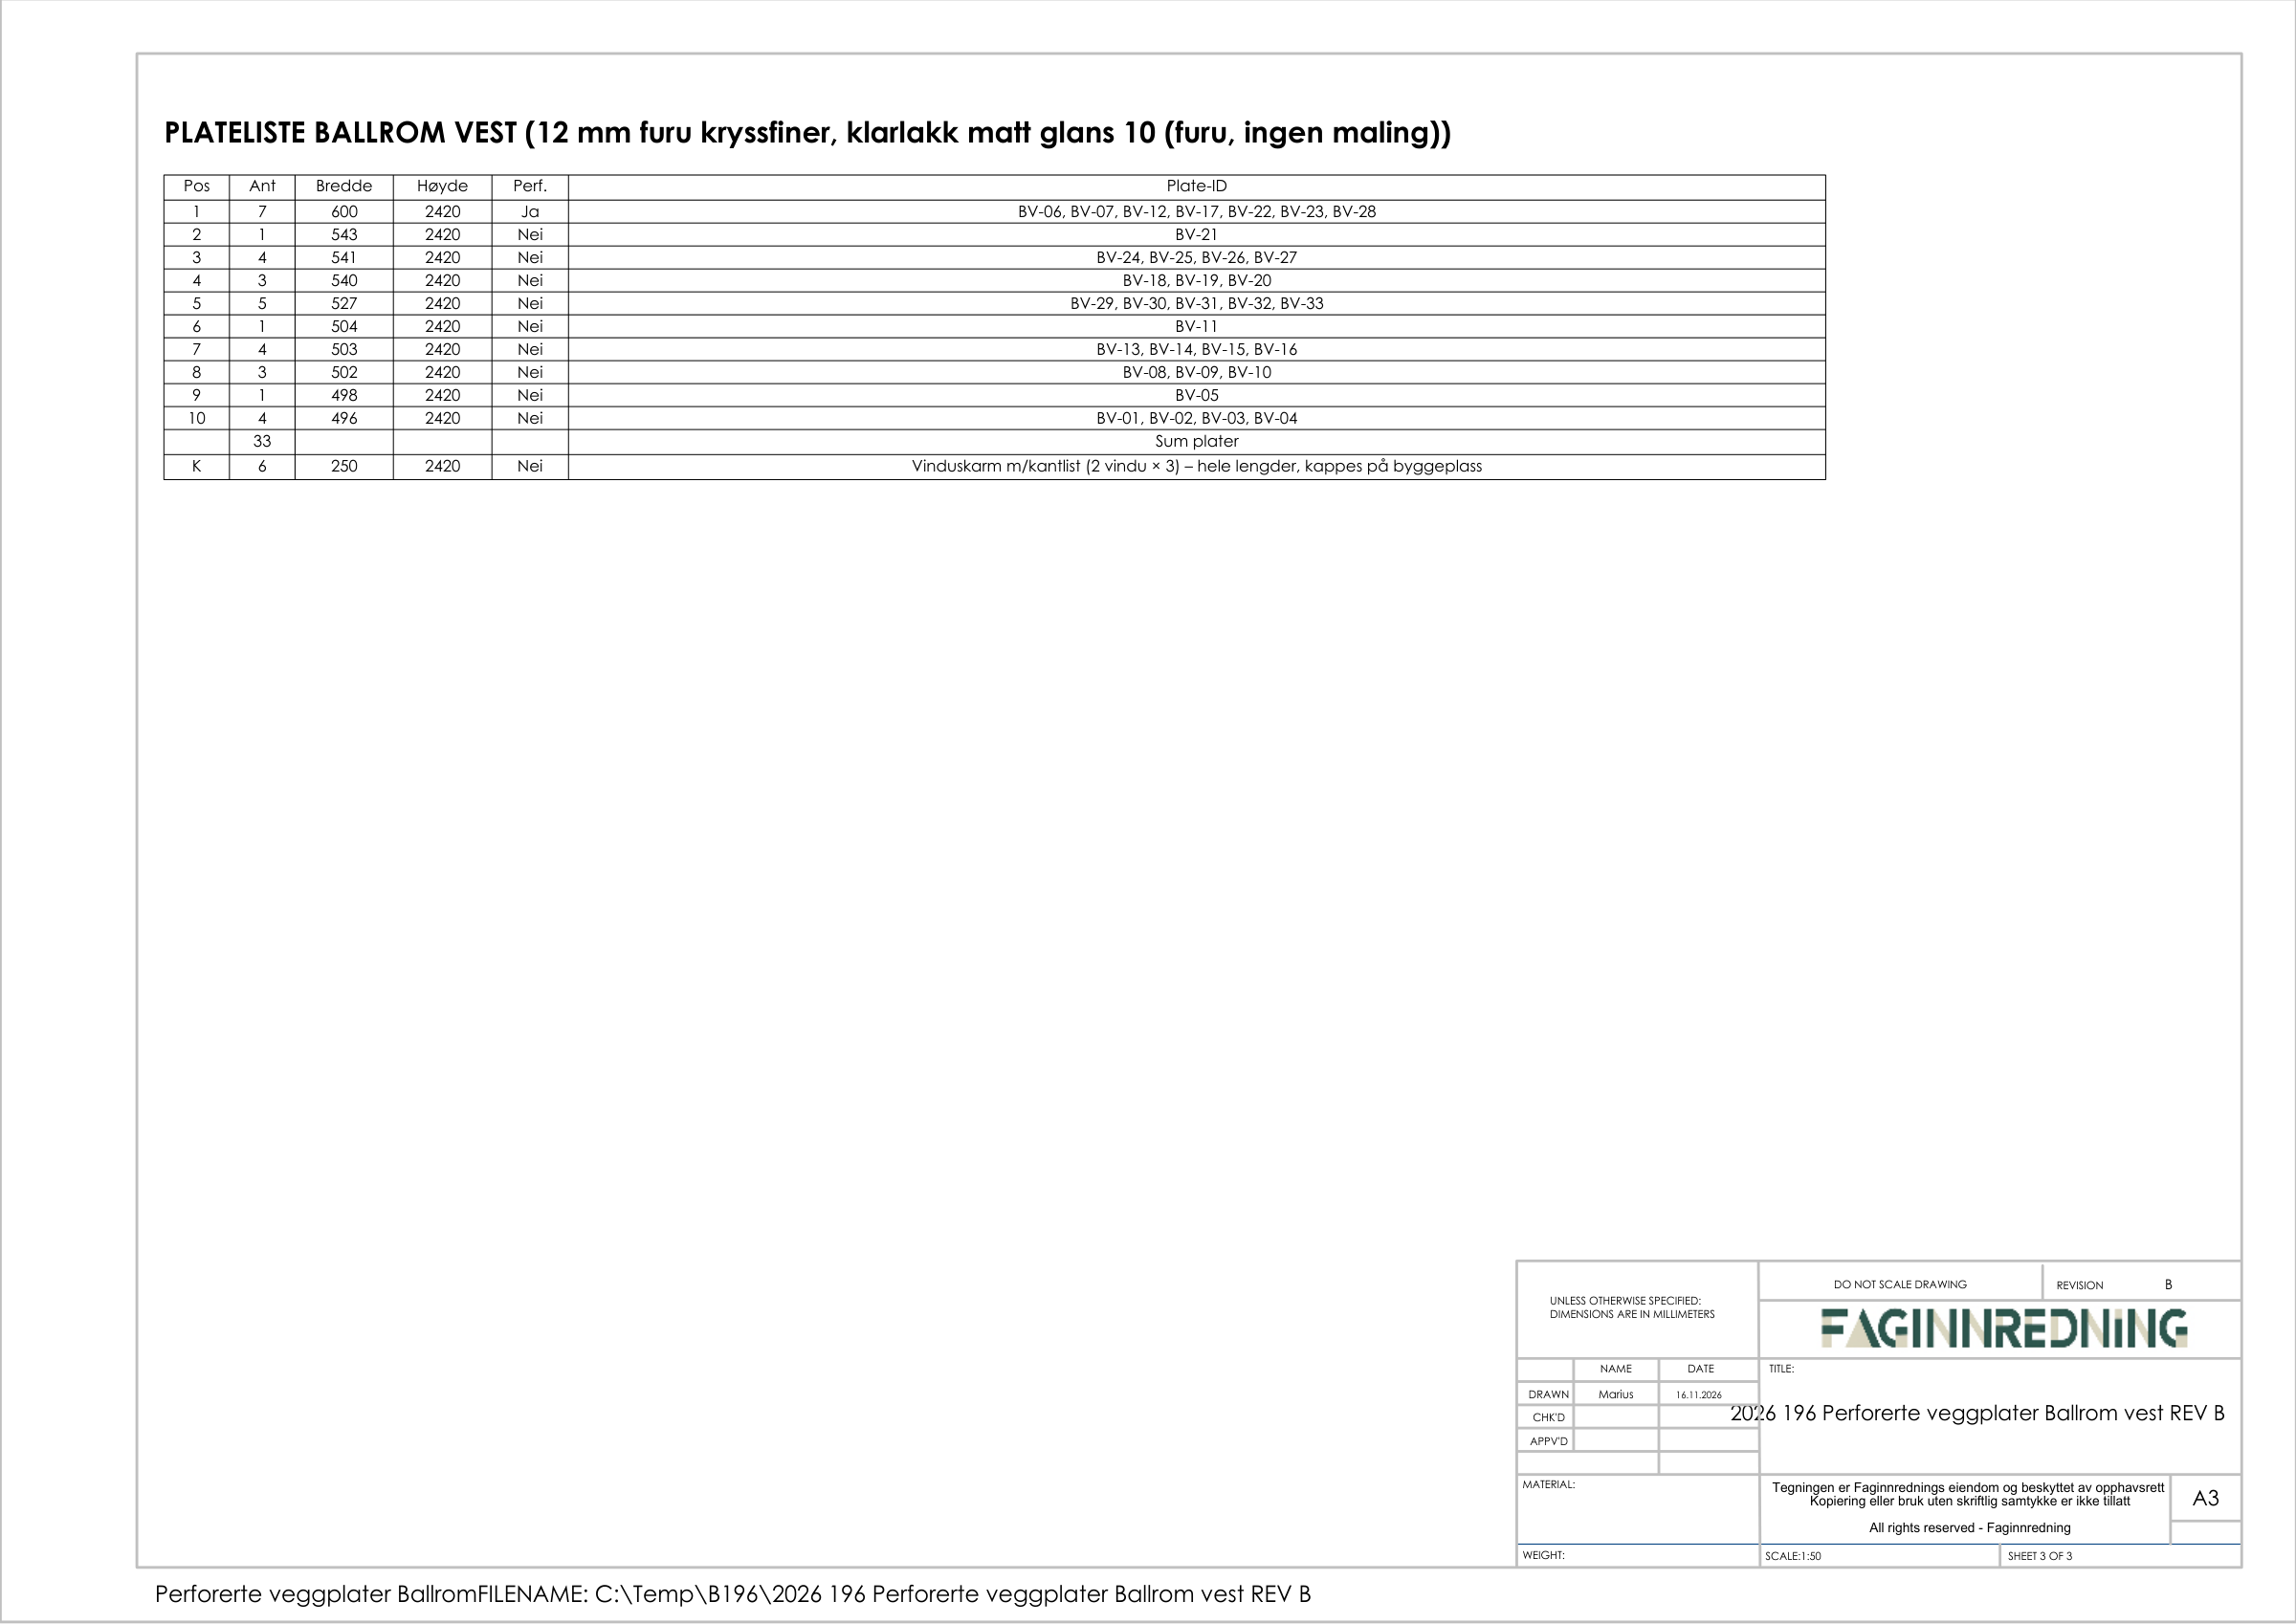 PLATELISTE BALLROM VEST (12 mm furu kryssfiner, klarlakk matt glans 10 (furu, ingen maling))
Pos Ant Bredde Høyde Perf. Plate-ID
1 7 600 2420 Ja BV-06, BV-07, BV-12, BV-17, BV-22, BV-23, BV-28
2 1 543 2420 Nei BV-21
3 4 541 2420 Nei BV-24, BV-25, BV-26, BV-27
4 3 540 2420 Nei BV-18, BV-19, BV-20
5 5 527 2420 Nei BV-29, BV-30, BV-31, BV-32, BV-33
6 1 504 2420 Nei BV-11
7 4 503 2420 Nei BV-13, BV-14, BV-15, BV-16
8 3 502 2420 Nei BV-08, BV-09, BV-10
9 1 498 2420 Nei BV-05
10 4 496 2420 Nei BV-01, BV-02, BV-03, BV-04
33 Sum plater
K 6 250 2420 Nei Vinduskarm m/kantlist (2 vindu × 3) – hele lengder, kappes på byggeplass
UNLESS OTHERWISE SPECIFIED:
DIMENSIONS ARE IN MILLIMETERS
DO NOT SCALE DRAWING
REVISION B
FAGINNREDNING
NAME DATE
DRAWN Marius 16.11.2026
CHK'D
APPV'D
TITLE:
2026 196 Perforerte veggplater Ballrom vest REV B
MATERIAL:
Tegningen er Faginnrednings eiendom og beskyttet av opphavsrett
Kopiering eller bruk uten skriftlig samtykke er ikke tillatt
All rights reserved - Faginnredning
A3
WEIGHT:
SCALE:1:50
SHEET 3 OF 3
Perforerte veggplater BallromFILENAME: C:\Temp\B196\2026 196 Perforerte veggplater Ballrom vest REV B